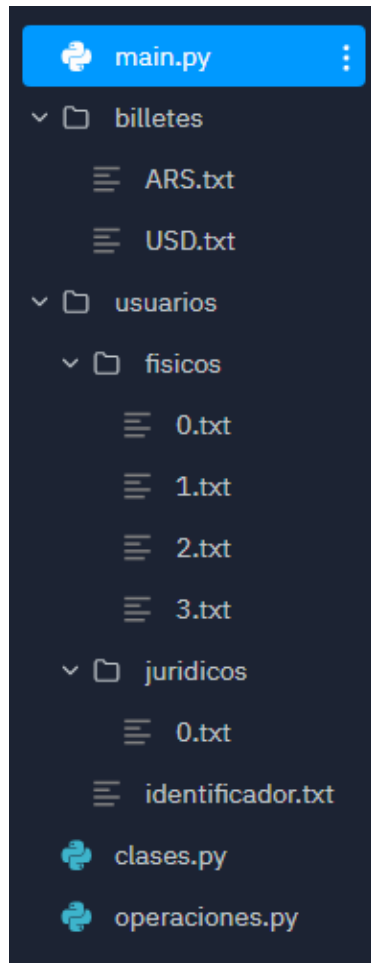 main.py
billetes
ARS.txt
USD.txt
usuarios
fisicos
0.txt
1.txt
2.txt
3.txt
juridicos
0.txt
identificador.txt
clases.py
operaciones.py